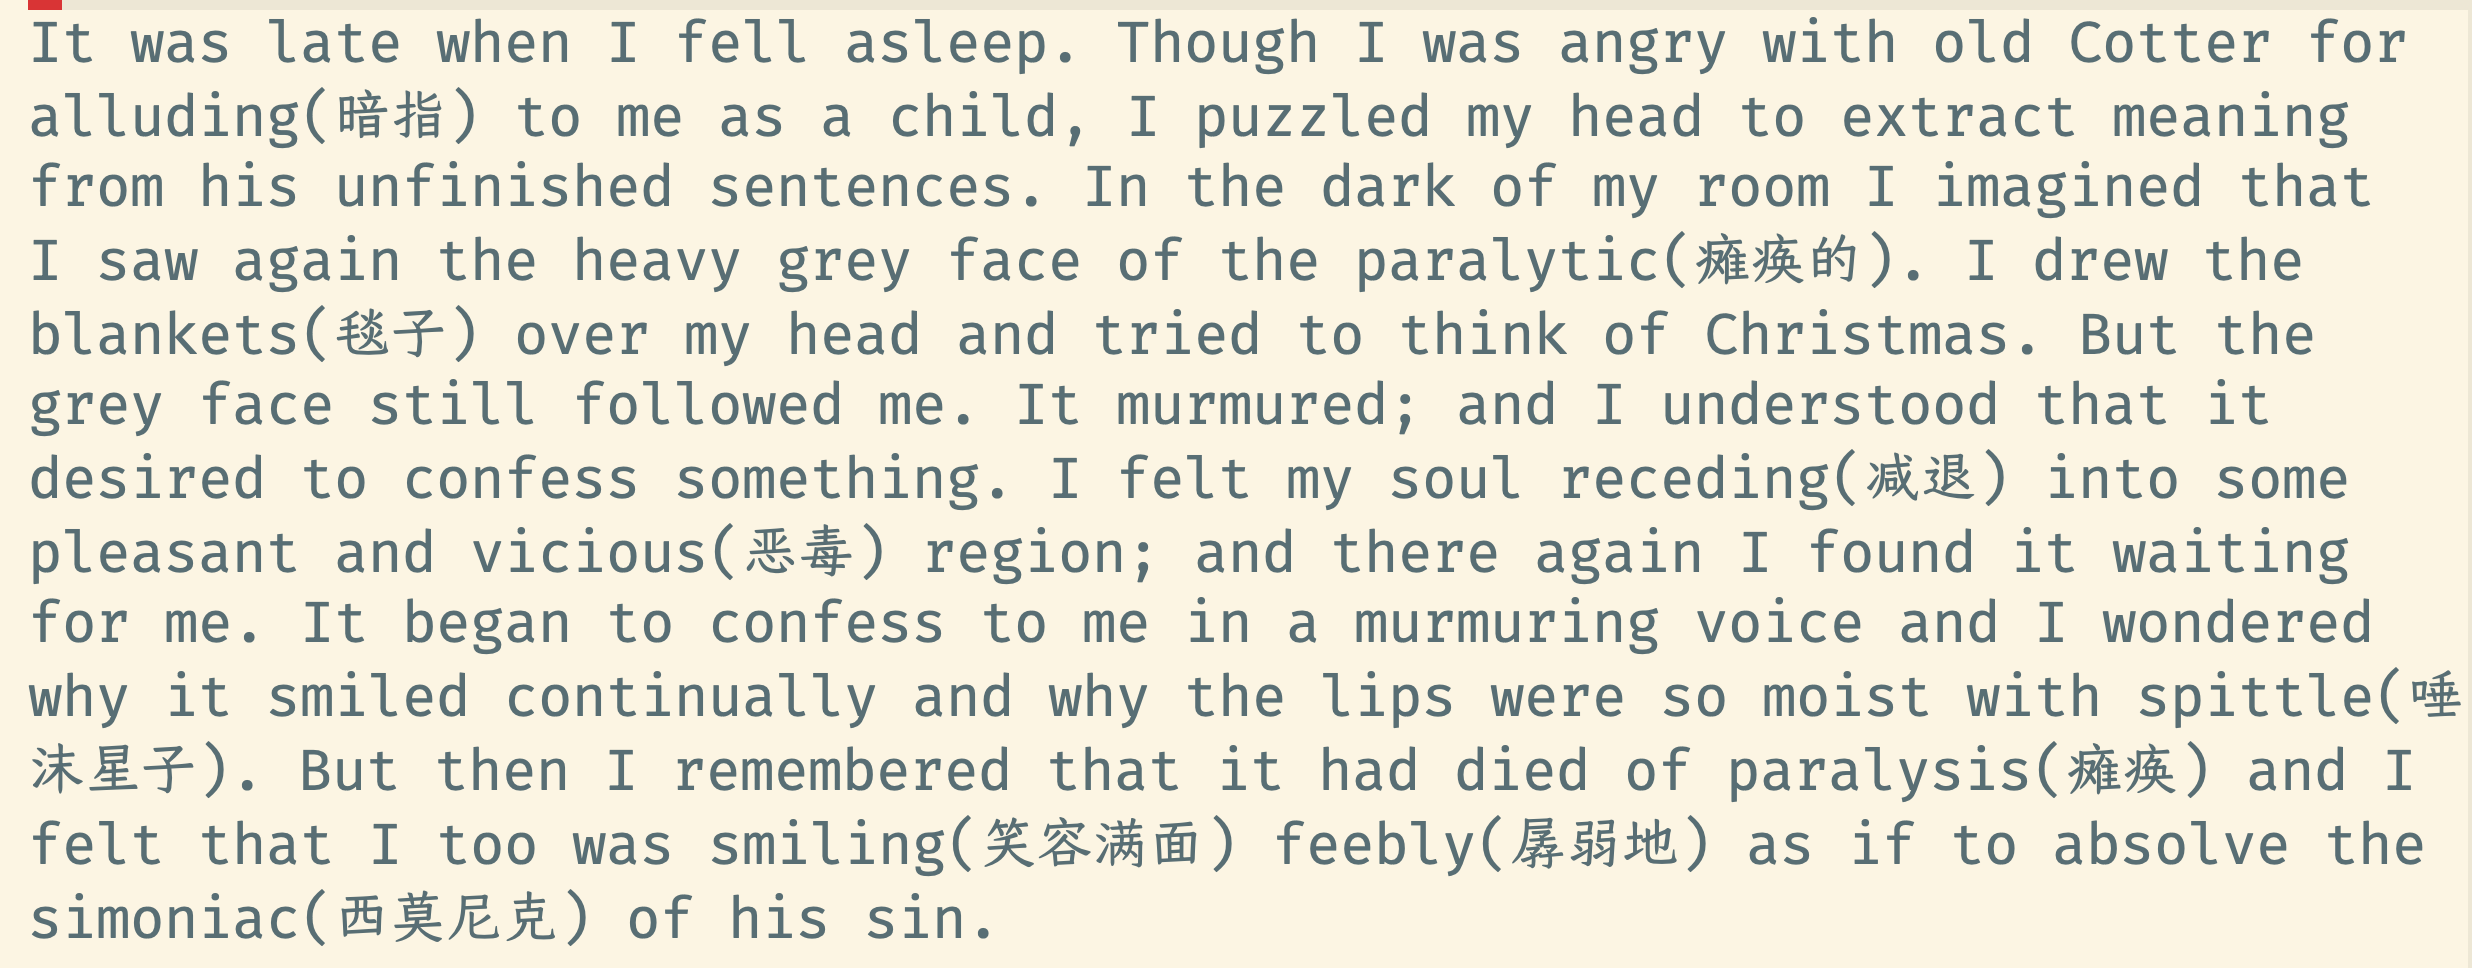 It was late when I fell asleep. Though I was angry with old Cotter for
alluding(暗指) to me as a child, I puzzled my head to extract meaning
from his unfinished sentences. In the dark of my room I imagined that
I saw again the heavy grey face of the paralytic(瘫痪的). I drew the
blankets(毯子) over my head and tried to think of Christmas. But the
grey face still followed me. It murmured; and I understood that it
desired to confess something. I felt my soul receding(减退) into some
pleasant and vicious(恶毒) region; and there again I found it waiting
for me. It began to confess to me in a murmuring voice and I wondered
why it smiled continually and why the lips were so moist with spittle(唾
沫星子). But then I remembered that it had died of paralysis(瘫痪) and I
felt that I too was smiling(笑容满面) feebly(孱弱地) as if to absolve the
simoniac(西莫尼克) of his sin.